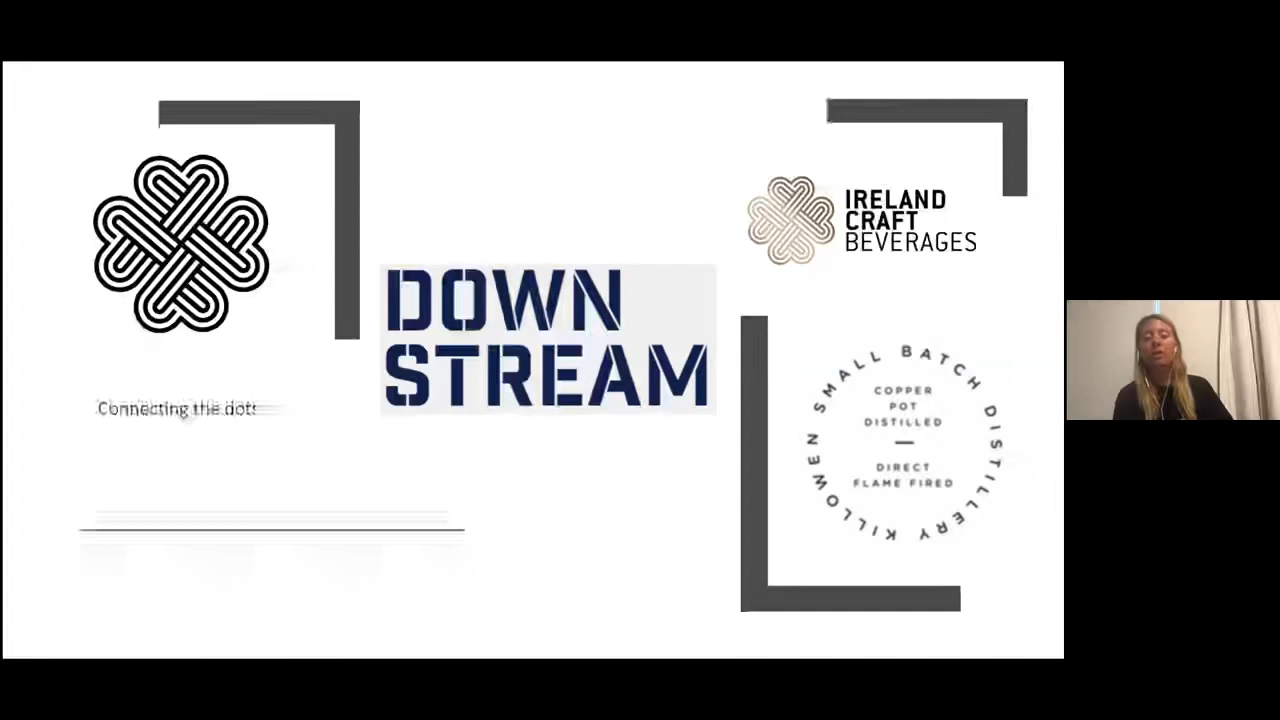 Connecting the dots
DOWN
STREAM
IRELAND
CRAFT
BEVERAGES
KILLOWEN SMALL BATCH DISTILLERY
COPPER
POT
DISTILLED
DIRECT
FLAME FIRED